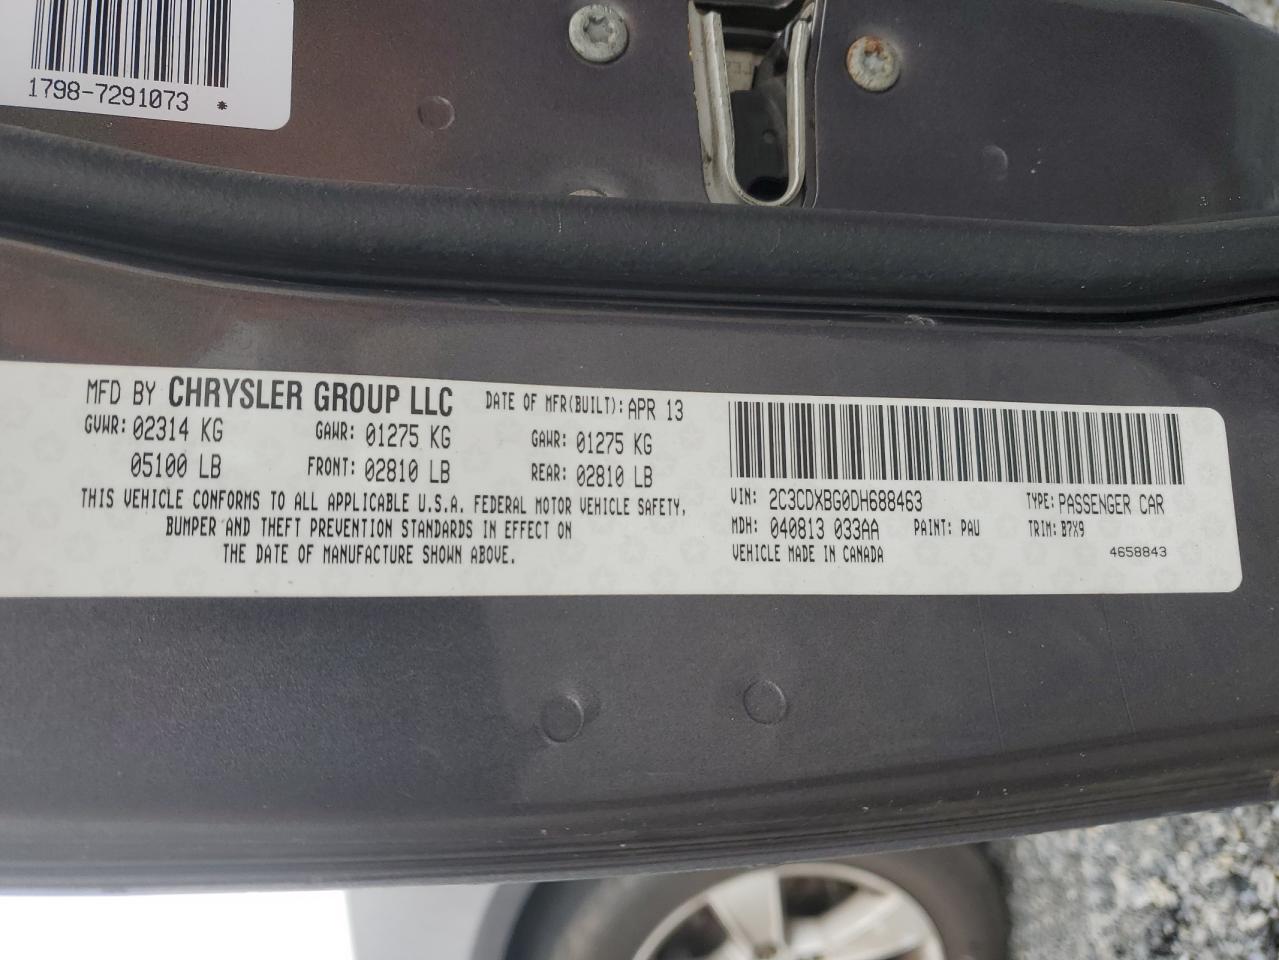 1798-7291073 *
MFD BY CHRYSLER GROUP LLC DATE OF MFR(BUILT): APR 13
GVWR: 02314 KG GAWR: 01275 KG GAWR: 01275 KG
05100 LB FRONT: 02810 LB REAR: 02810 LB
THIS VEHICLE CONFORMS TO ALL APPLICABLE U.S.A. FEDERAL MOTOR VEHICLE SAFETY,
BUMPER AND THEFT PREVENTION STANDARDS IN EFFECT ON
THE DATE OF MANUFACTURE SHOWN ABOVE.
VIN: 2C3CDXBG0DH688463 TYPE: PASSENGER CAR
MDH: 040813 033AA PAINT: PAU TRIM: B7X9
VEHICLE MADE IN CANADA 4658843